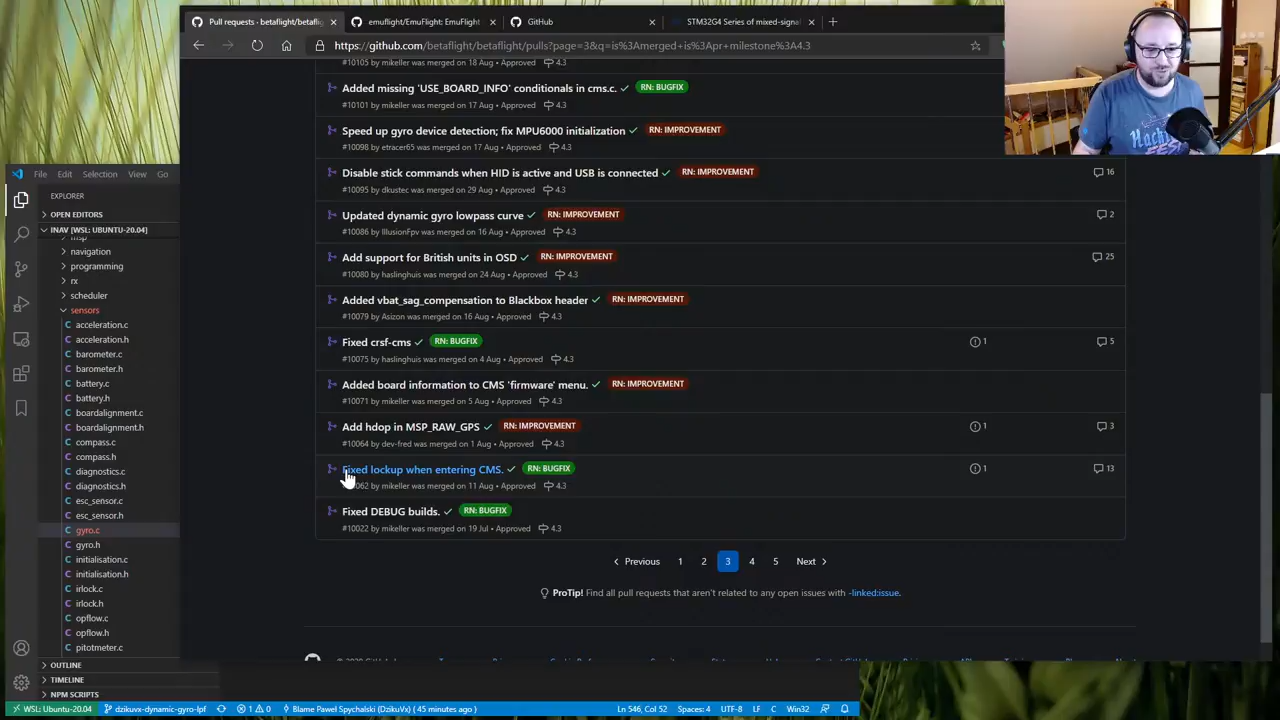 Pull requests · betaflight/betafli
emuflight/EmuFlight: EmuFlight
GitHub
STM32G4 Series of mixed-signa
https://github.com/betaflight/betaflight/pulls?page=3&q=is%3Amerged+is%3Apr+milestone%3A4.3
#10105 by mikeller was merged on 18 Aug • Approved 4.3
Added missing 'USE_BOARD_INFO' conditionals in cms.c. RN: BUGFIX
#10101 by mikeller was merged on 17 Aug • Approved 4.3
Speed up gyro device detection; fix MPU6000 initialization RN: IMPROVEMENT
#10098 by etracer65 was merged on 17 Aug • Approved 4.3
Disable stick commands when HID is active and USB is connected RN: IMPROVEMENT 16
#10095 by dkustec was merged on 29 Aug • Approved 4.3
Updated dynamic gyro lowpass curve RN: IMPROVEMENT 2
#10086 by IllusionFpv was merged on 16 Aug • Approved 4.3
Add support for British units in OSD RN: IMPROVEMENT 25
#10080 by haslinghuis was merged on 24 Aug • Approved 4.3
Added vbat_sag_compensation to Blackbox header RN: IMPROVEMENT
#10079 by Asizon was merged on 16 Aug • Approved 4.3
Fixed crsf-cms RN: BUGFIX 1 5
#10075 by haslinghuis was merged on 4 Aug • Approved 4.3
Added board information to CMS 'firmware' menu. RN: IMPROVEMENT
#10071 by mikeller was merged on 5 Aug • Approved 4.3
Add hdop in MSP_RAW_GPS RN: IMPROVEMENT 1 3
#10064 by dev-fred was merged on 1 Aug • Approved 4.3
Fixed lockup when entering CMS. RN: BUGFIX 1 13
062 by mikeller was merged on 11 Aug • Approved 4.3
Fixed DEBUG builds. RN: BUGFIX
#10022 by mikeller was merged on 19 Jul • Approved 4.3
Previous 1 2 3 4 5 Next
ProTip! Find all pull requests that aren't related to any open issues with -linked:issue.
File Edit Selection View Go
EXPLORER
OPEN EDITORS
INAV [WSL: UBUNTU-20.04]
msp
navigation
programming
rx
scheduler
sensors
C acceleration.c
C acceleration.h
C barometer.c
C barometer.h
C battery.c
C battery.h
C boardalignment.c
C boardalignment.h
C compass.c
C compass.h
C diagnostics.c
C diagnostics.h
C esc_sensor.c
C esc_sensor.h
C gyro.c
C gyro.h
C initialisation.c
C initialisation.h
C irlock.c
C irlock.h
C opflow.c
C opflow.h
C pitotmeter.c
OUTLINE
TIMELINE
NPM SCRIPTS
WSL: Ubuntu-20.04 dzikuvx-dynamic-gyro-lpf 1 0 Blame Pawel Spychalski (DzikuVx) ( 45 minutes ago ) Ln 546, Col 52 Spaces: 4 UTF-8 LF C Win32